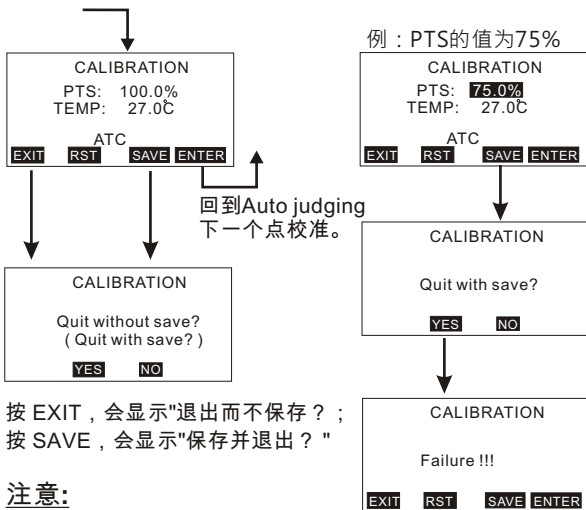 CALIBRATION
PTS: 100.0%
TEMP: 27.0℃
ATC
EXIT RST SAVE ENTER
回到Auto judging
下一个点校准。
CALIBRATION
Quit without save?
( Quit with save? )
YES NO
按 EXIT，会显示"退出而不保存？;
按 SAVE，会显示"保存并退出？ "
注意:
例：PTS的值为75%
CALIBRATION
PTS: 75.0%
TEMP: 27.0℃
ATC
EXIT RST SAVE ENTER
CALIBRATION
Quit with save?
YES NO
CALIBRATION
Failure !!!
EXIT RST SAVE ENTER